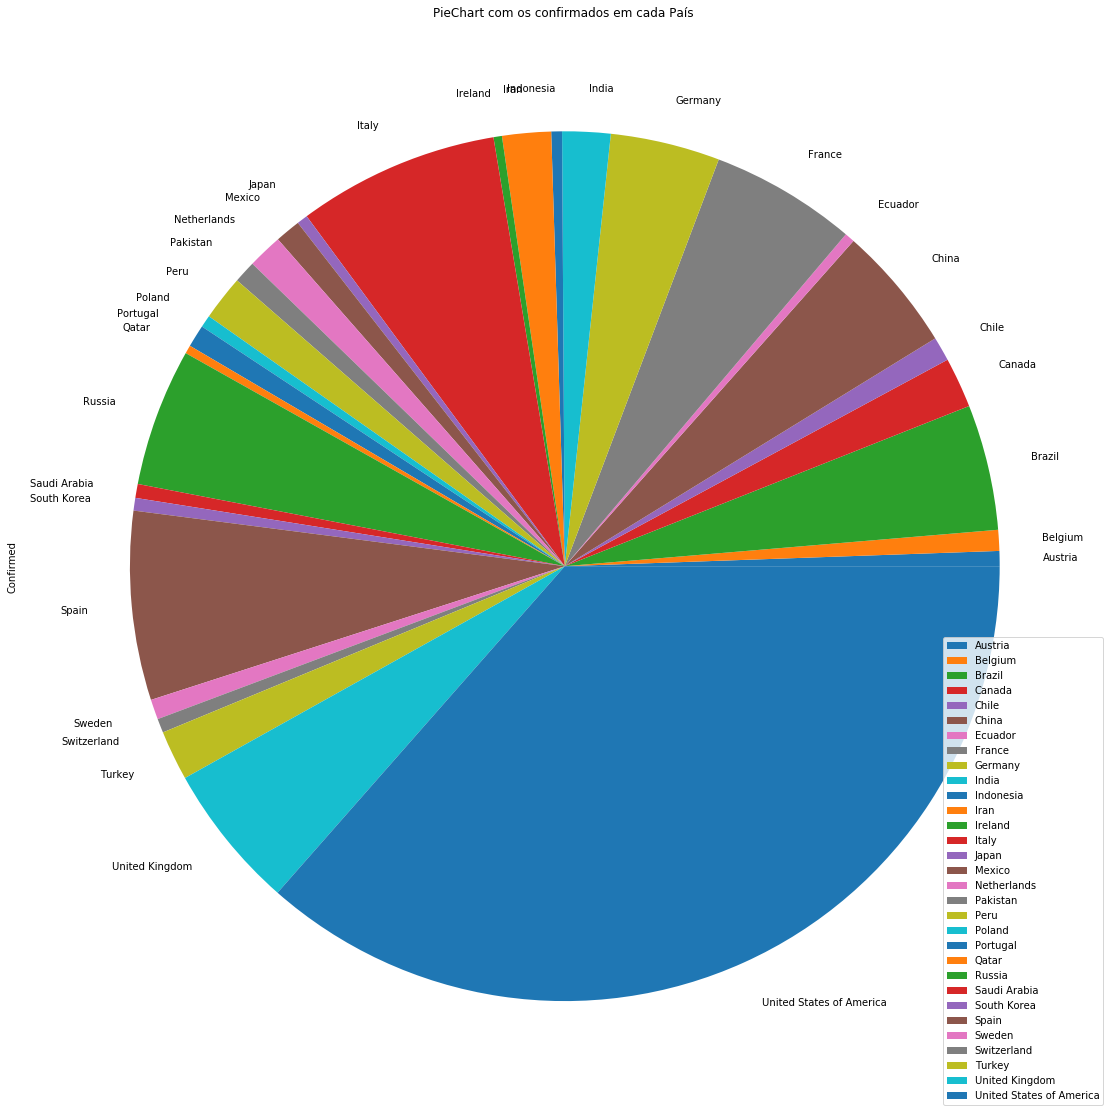 PieChart com os confirmados em cada País
Indonesia
India
Iran
Ireland
Germany
Italy
France
Japan
Mexico
Ecuador
Netherlands
Pakistan
China
Peru
Poland
Portugal
Qatar
Chile
Canada
Russia
Brazil
Saudi Arabia
South Korea
Belgium
Austria
Confirmed
Spain
Sweden
Switzerland
Turkey
United Kingdom
United States of America
Austria
Belgium
Brazil
Canada
Chile
China
Ecuador
France
Germany
India
Indonesia
Iran
Ireland
Italy
Japan
Mexico
Netherlands
Pakistan
Peru
Poland
Portugal
Qatar
Russia
Saudi Arabia
South Korea
Spain
Sweden
Switzerland
Turkey
United Kingdom
United States of America